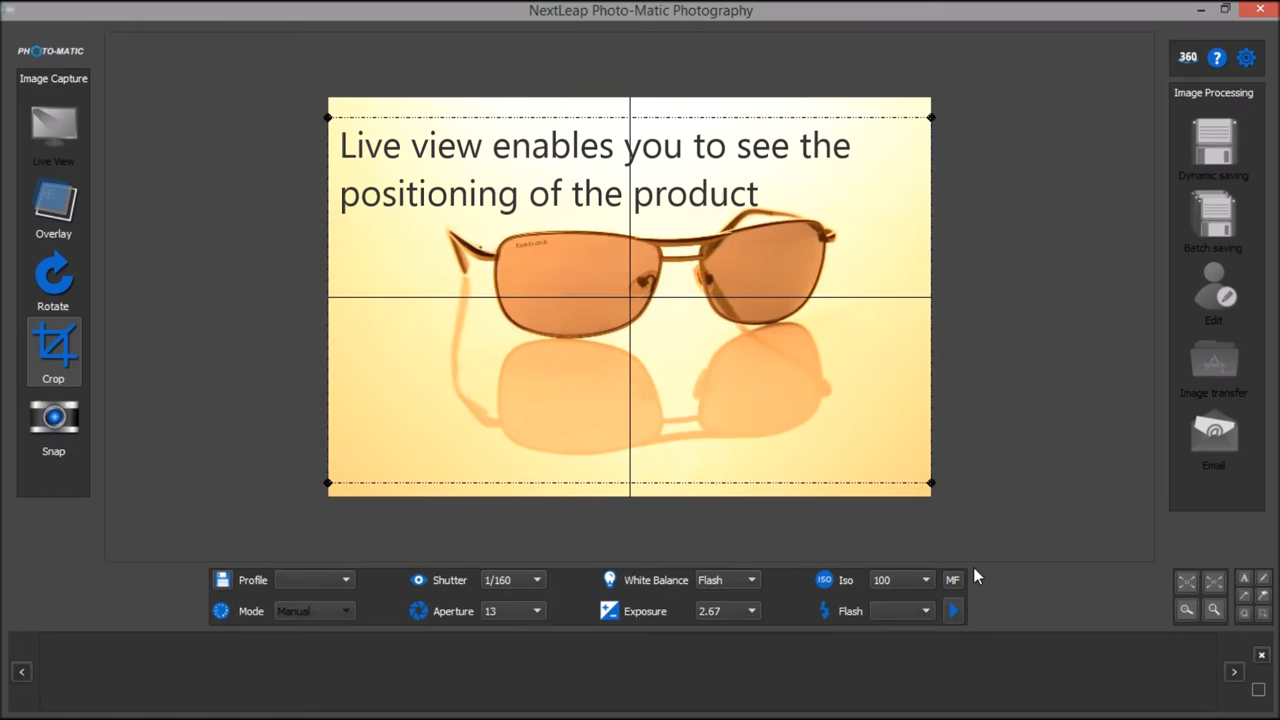 NextLeap Photo-Matic Photography
PHOTO-MATIC
Image Capture
Live View
Overlay
Rotate
Crop
Snap
Live view enables you to see the
positioning of the product
360
?
Image Processing
Dynamic saving
Batch saving
Edit
Image transfer
@
Email
Profile
Shutter 1/160
White Balance Flash
ISO Iso 100 MF
Mode Manual
Aperture 13
Exposure 2.67
Flash
A
<
>